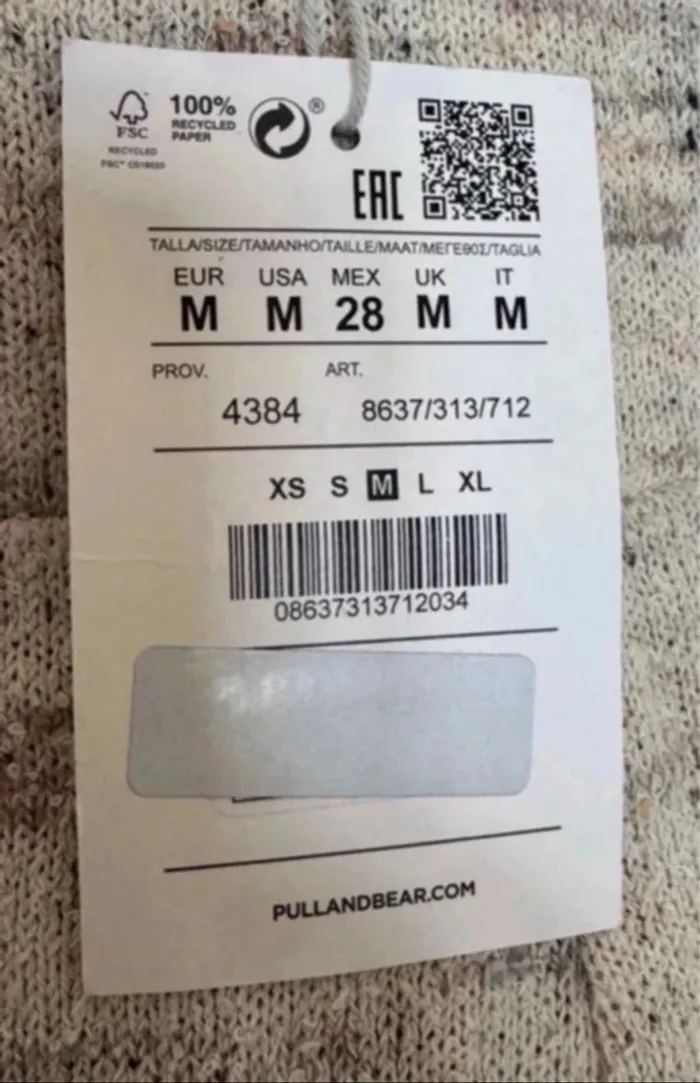 FSC
RECYCLED
100%
RECYCLED
PAPER
®
EAC
TALLA/SIZE/TAMANHO/TAILLE/MAAT/ΜΕΓΕΘΟΣ/TAGLIA
EUR USA MEX UK IT
M M 28 M M
PROV. ART.
4384 8637/313/712
XS S M L XL
08637313712034
PULLANDBEAR.COM